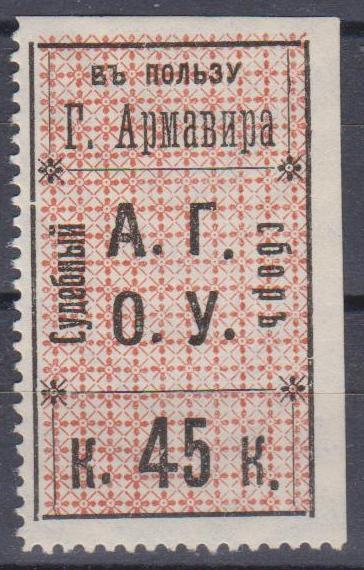 ВЪ ПОЛЬЗУ
Г. Армавира
Судебный
А. Г.
О. У.
сборъ
К. 45 К.